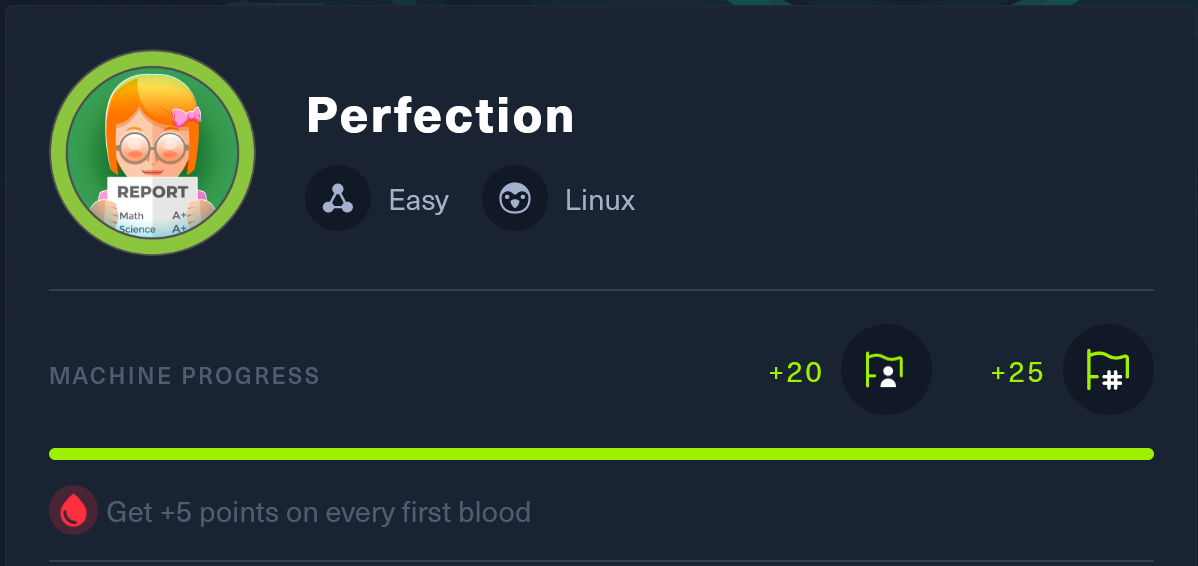 Perfection
Easy Linux
REPORT
Math A+
Science A+
MACHINE PROGRESS +20 +25
Get +5 points on every first blood